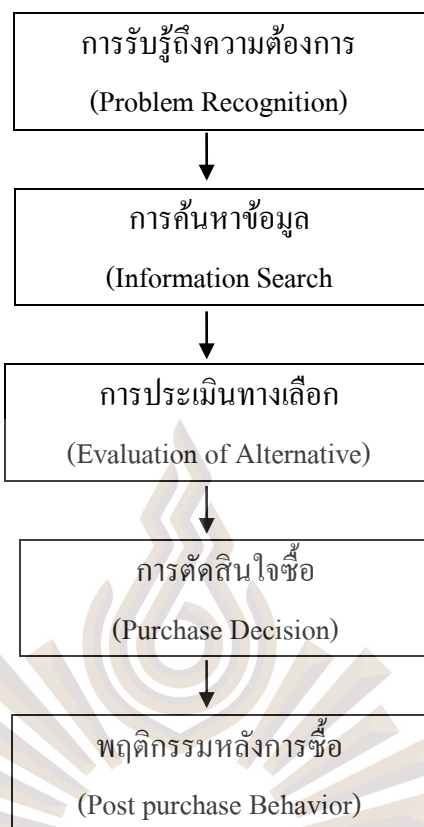 การรับรู้ถึงความต้องการ
(Problem Recognition)
การค้นหาข้อมูล
(Information Search
การประเมินทางเลือก
(Evaluation of Alternative)
การตัดสินใจซื้อ
(Purchase Decision)
พฤติกรรมหลังการซื้อ
(Post purchase Behavior)